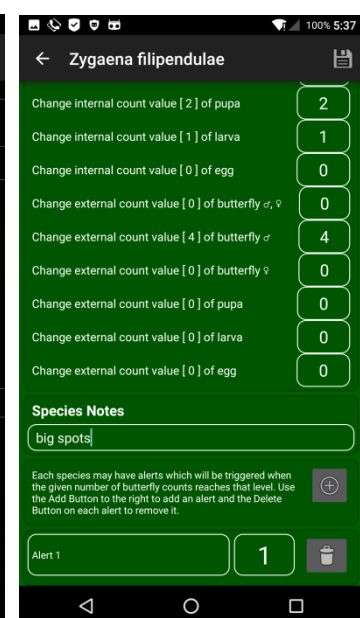 100% 5:37
Zygaena filipendulae
Change internal count value [ 2 ] of pupa 2
Change internal count value [ 1 ] of larva 1
Change internal count value [ 0 ] of egg 0
Change external count value [ 0 ] of butterfly ♂, ♀ 0
Change external count value [ 4 ] of butterfly ♂ 4
Change external count value [ 0 ] of butterfly ♀ 0
Change external count value [ 0 ] of pupa 0
Change external count value [ 0 ] of larva 0
Change external count value [ 0 ] of egg 0
Species Notes
big spots
Each species may have alerts which will be triggered when
the given number of butterfly counts reaches that level. Use
the Add Button to the right to add an alert and the Delete
Button on each alert to remove it.
Alert 1 1